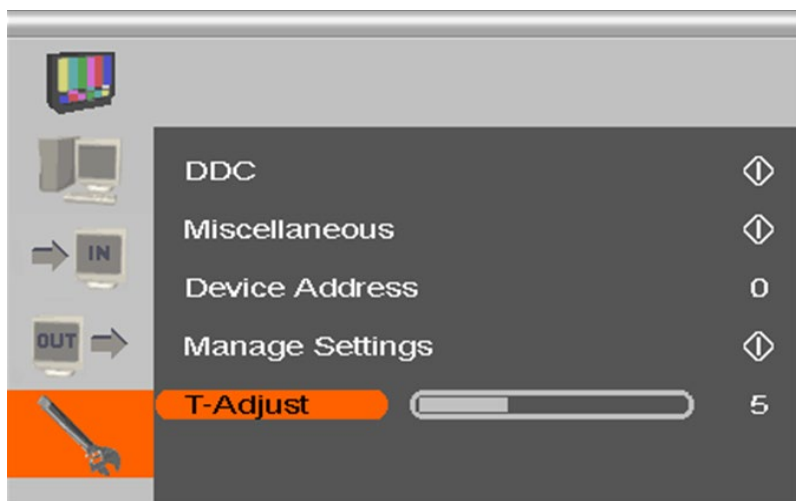 DDC
Miscellaneous
IN
Device Address 0
OUT
Manage Settings
T-Adjust 5